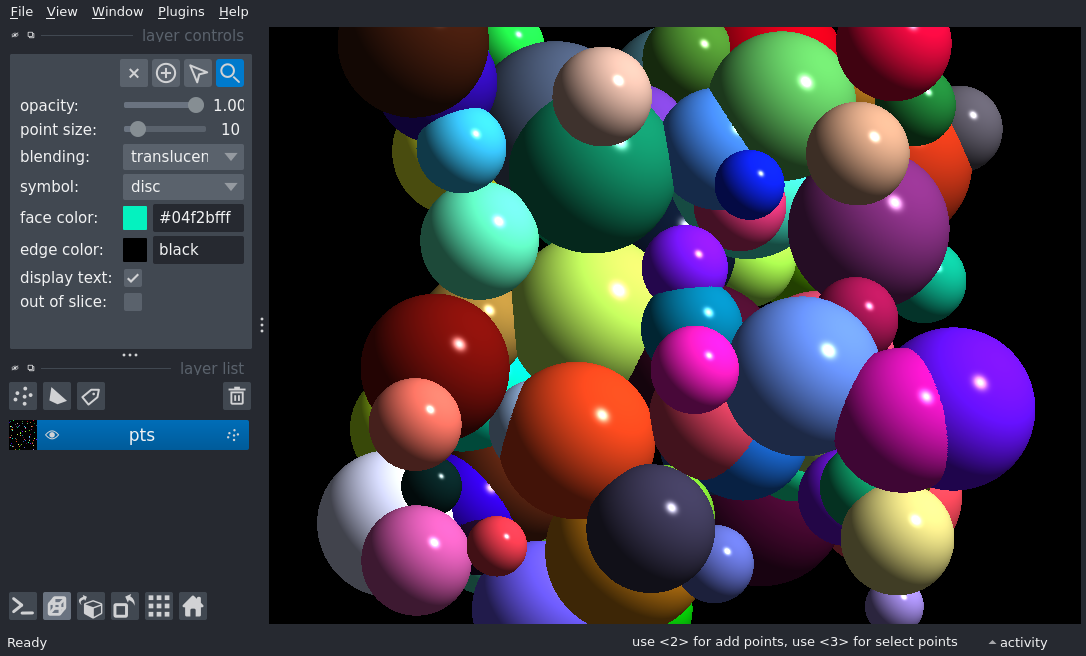 File View Window Plugins Help
layer controls
opacity: 1.00
point size: 10
blending: translucen
symbol: disc
face color: #04f2bfff
edge color: black
display text:
out of slice:
layer list
pts
Ready use <2> for add points, use <3> for select points activity